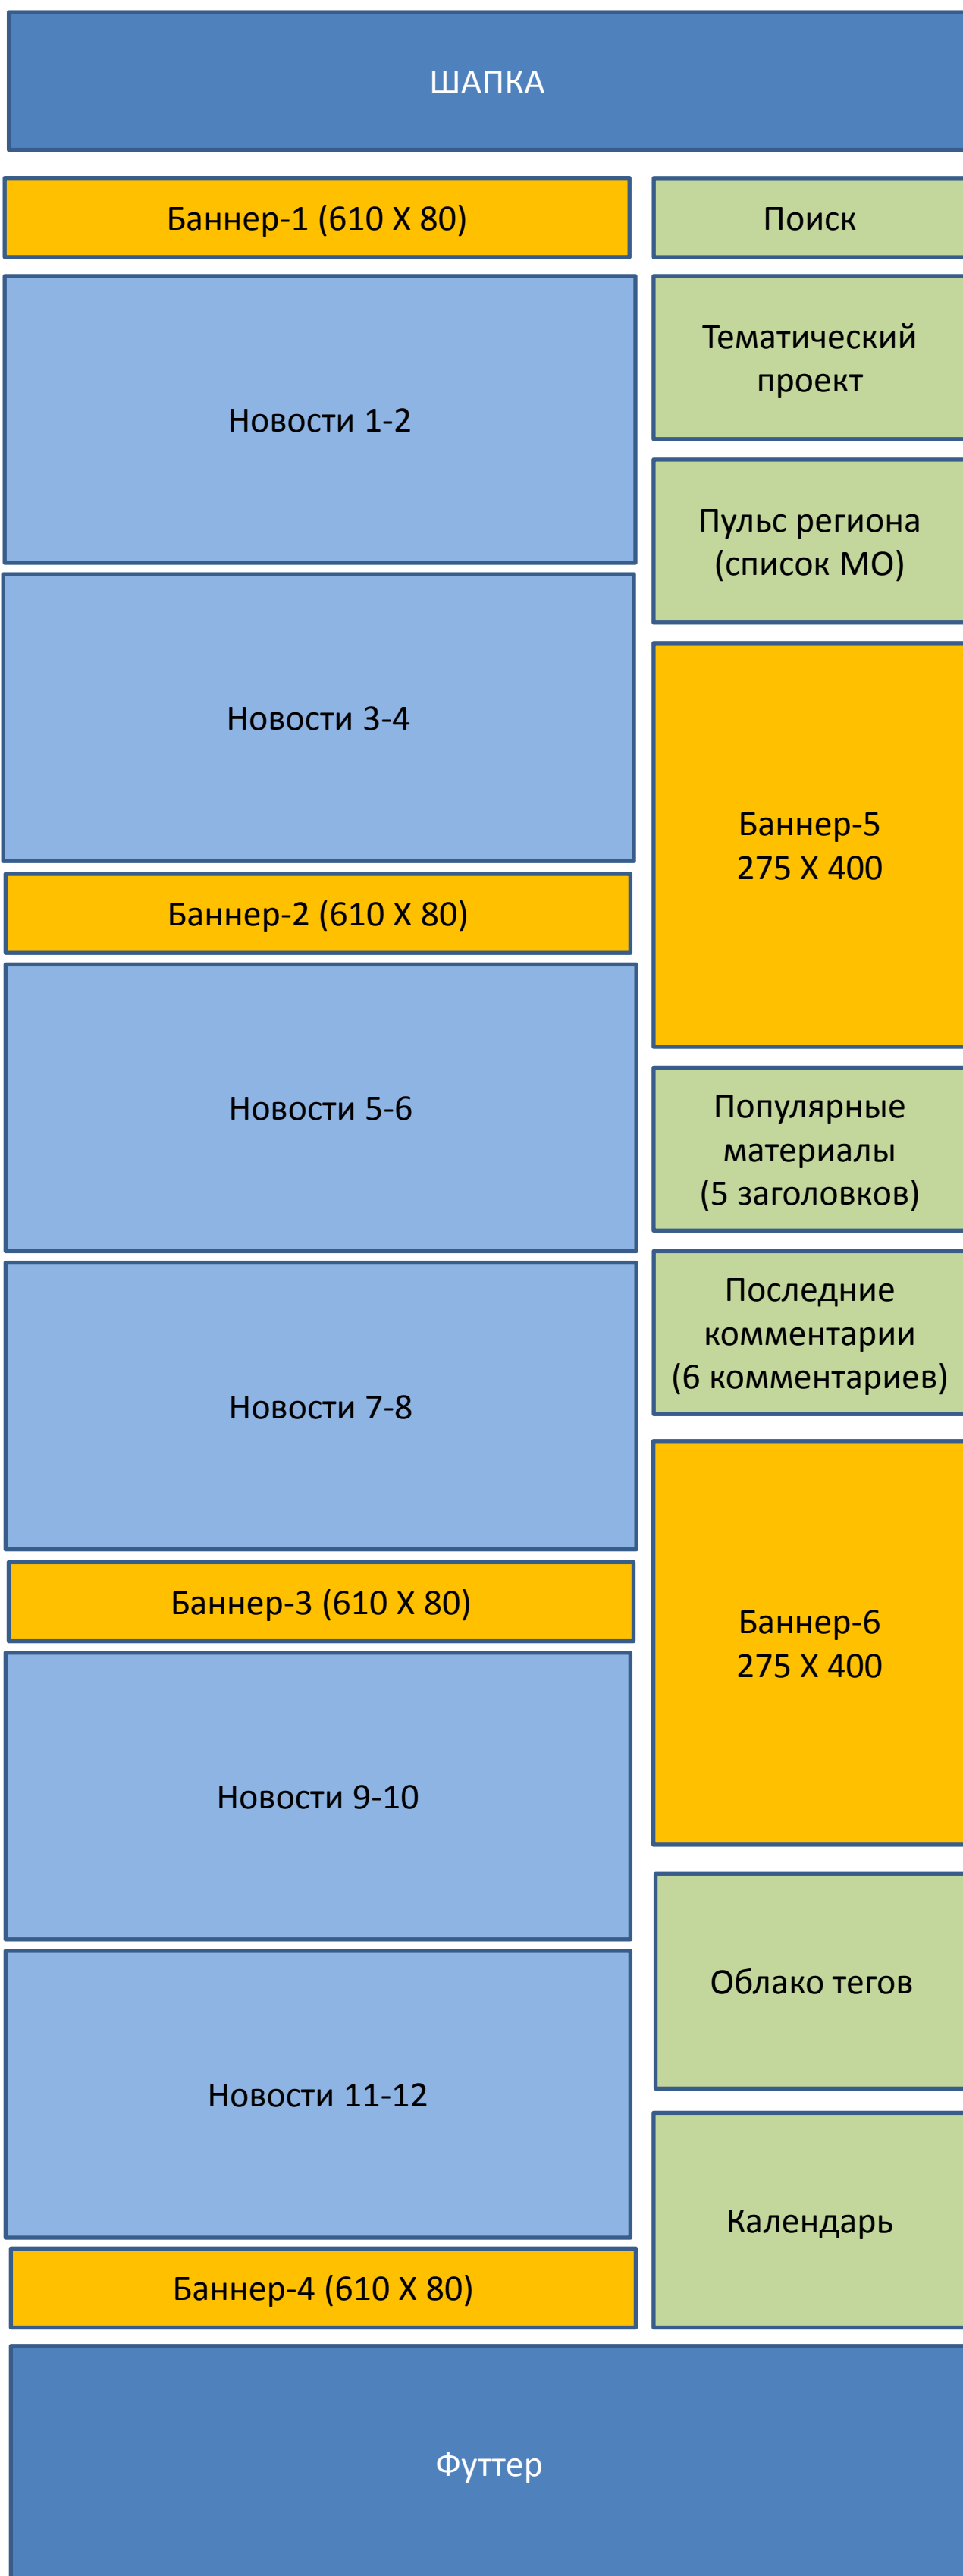 ШАПКА
Баннер-1 (610 X 80)
Поиск
Новости 1-2
Тематический
проект
Пульс региона
(список МО)
Новости 3-4
Баннер-5
275 X 400
Баннер-2 (610 X 80)
Новости 5-6
Популярные
материалы
(5 заголовков)
Последние
комментарии
(6 комментариев)
Новости 7-8
Баннер-3 (610 X 80)
Баннер-6
275 X 400
Новости 9-10
Облако тегов
Новости 11-12
Календарь
Баннер-4 (610 X 80)
Футтер